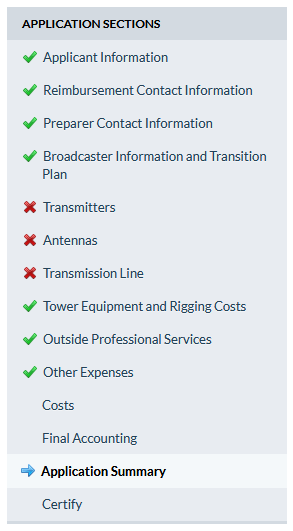 APPLICATION SECTIONS
Applicant Information
Reimbursement Contact Information
Preparer Contact Information
Broadcaster Information and Transition
Plan
Transmitters
Antennas
Transmission Line
Tower Equipment and Rigging Costs
Outside Professional Services
Other Expenses
Costs
Final Accounting
Application Summary
Certify